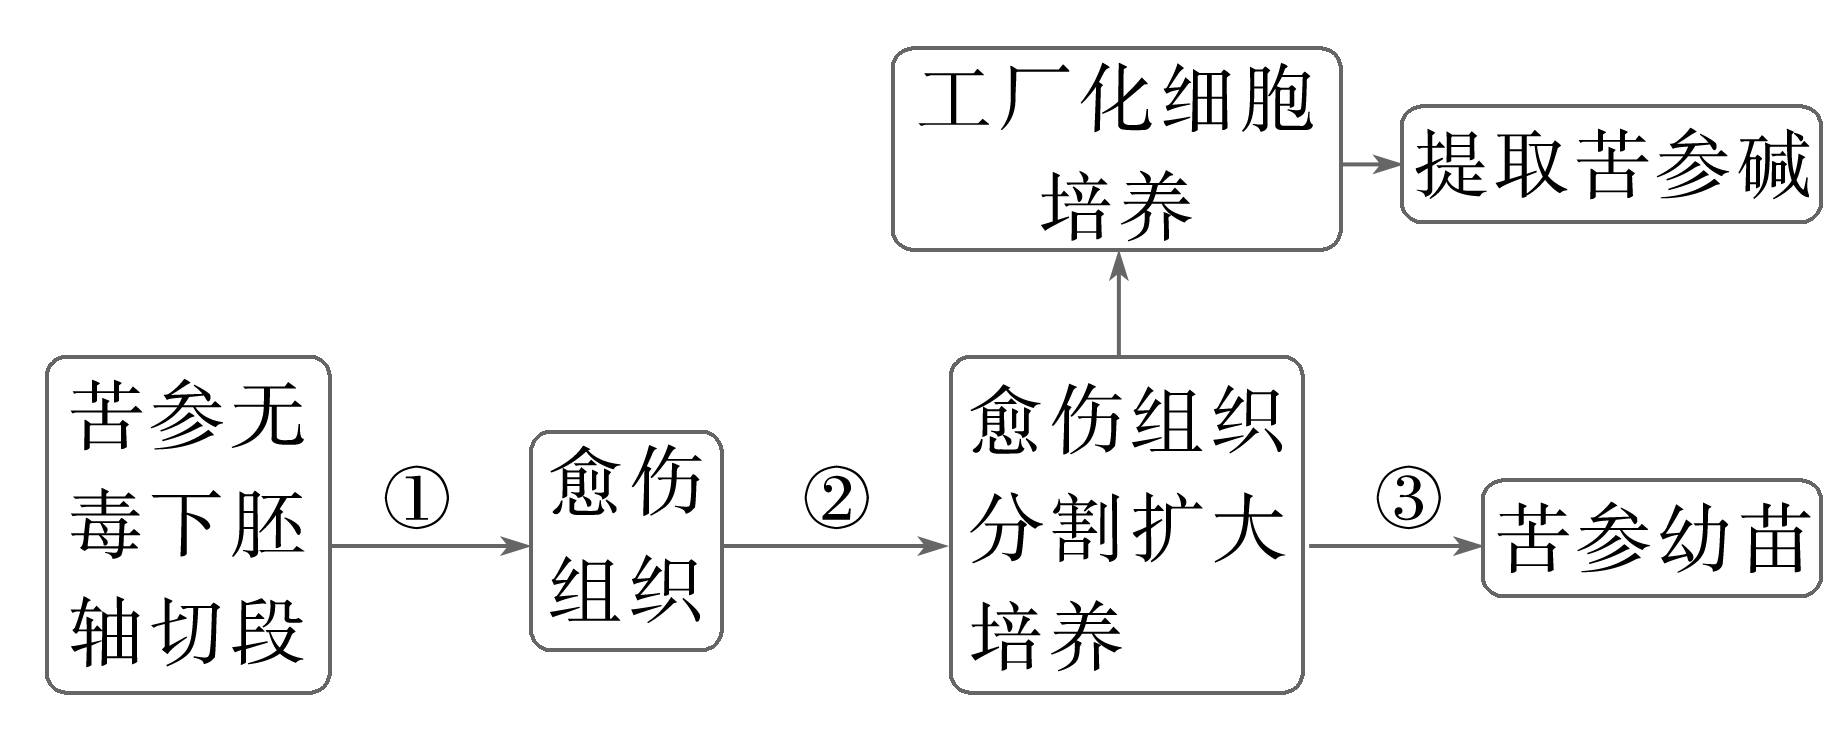 工厂化细胞
培养
提取苦参碱
苦参无
毒下胚
轴切段
①
愈伤
组织
②
愈伤组织
分割扩大
培养
③
苦参幼苗